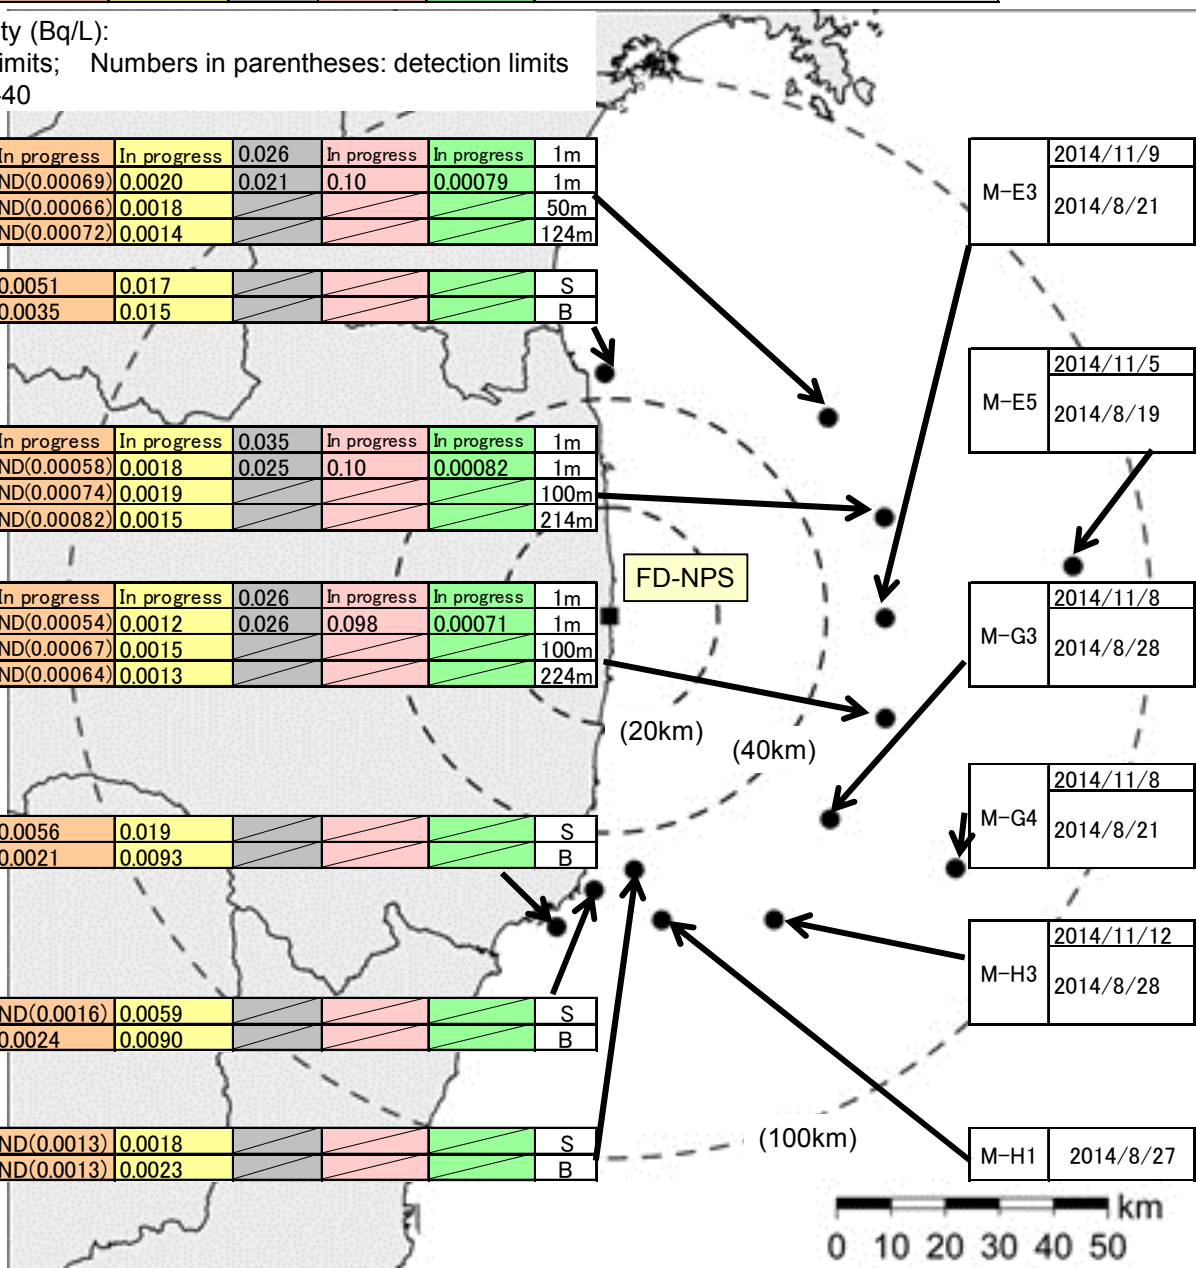 ty (Bq/L):
imits; Numbers in parentheses: detection limits
40
In progress In progress 0.026 In progress In progress 1m
ND(0.00069) 0.0020 0.021 0.10 0.00079 1m
ND(0.00066) 0.0018 50m
ND(0.00072) 0.0014 124m
M-E3 2014/11/9
2014/8/21
0.0051 0.017 S
0.0035 0.015 B
M-E5 2014/11/5
2014/8/19
In progress In progress 0.035 In progress In progress 1m
ND(0.00058) 0.0018 0.025 0.10 0.00082 1m
ND(0.00074) 0.0019 100m
ND(0.00082) 0.0015 214m
FD-NPS
In progress In progress 0.026 In progress In progress 1m
ND(0.00054) 0.0012 0.026 0.098 0.00071 1m
ND(0.00067) 0.0015 100m
ND(0.00064) 0.0013 224m
M-G3 2014/11/8
2014/8/28
(20km)
(40km)
M-G4 2014/11/8
2014/8/21
0.0056 0.019 S
0.0021 0.0093 B
M-H3 2014/11/12
2014/8/28
ND(0.0016) 0.0059 S
0.0024 0.0090 B
(100km)
ND(0.0013) 0.0018 S
ND(0.0013) 0.0023 B
M-H1 2014/8/27
km
0 10 20 30 40 50